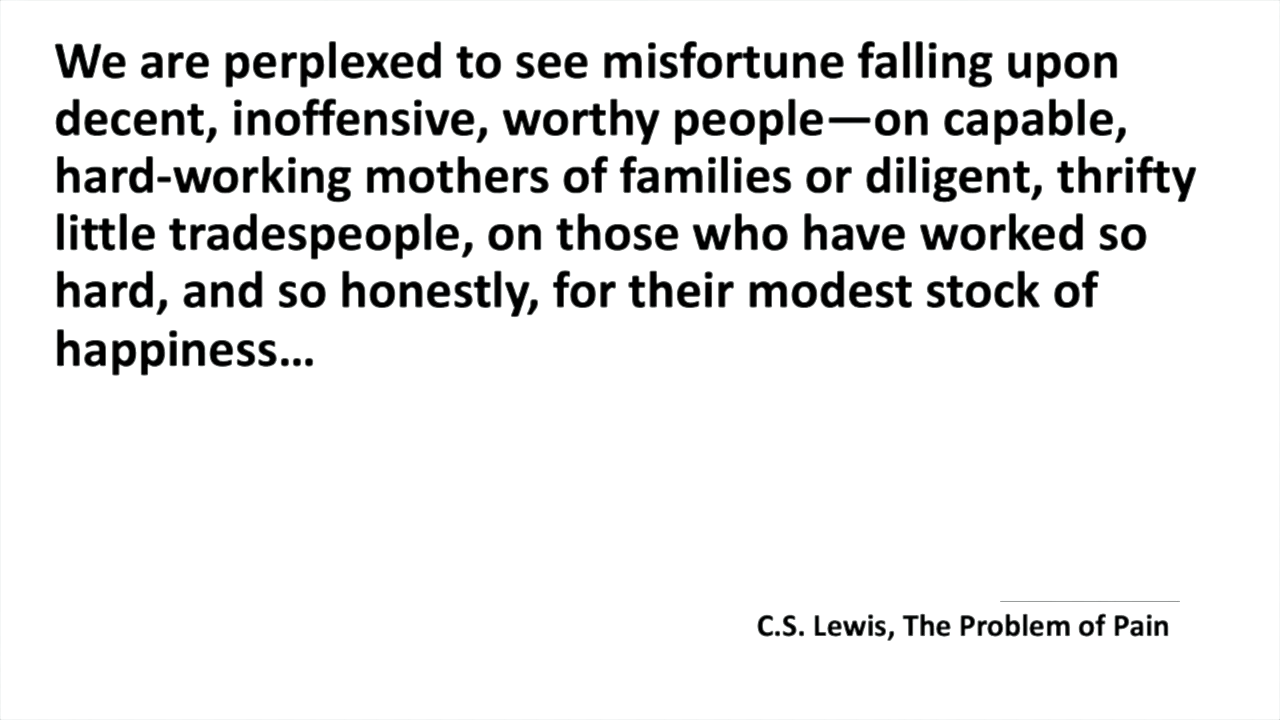 We are perplexed to see misfortune falling upon
decent, inoffensive, worthy people—on capable,
hard-working mothers of families or diligent, thrifty
little tradespeople, on those who have worked so
hard, and so honestly, for their modest stock of
happiness…
C.S. Lewis, The Problem of Pain